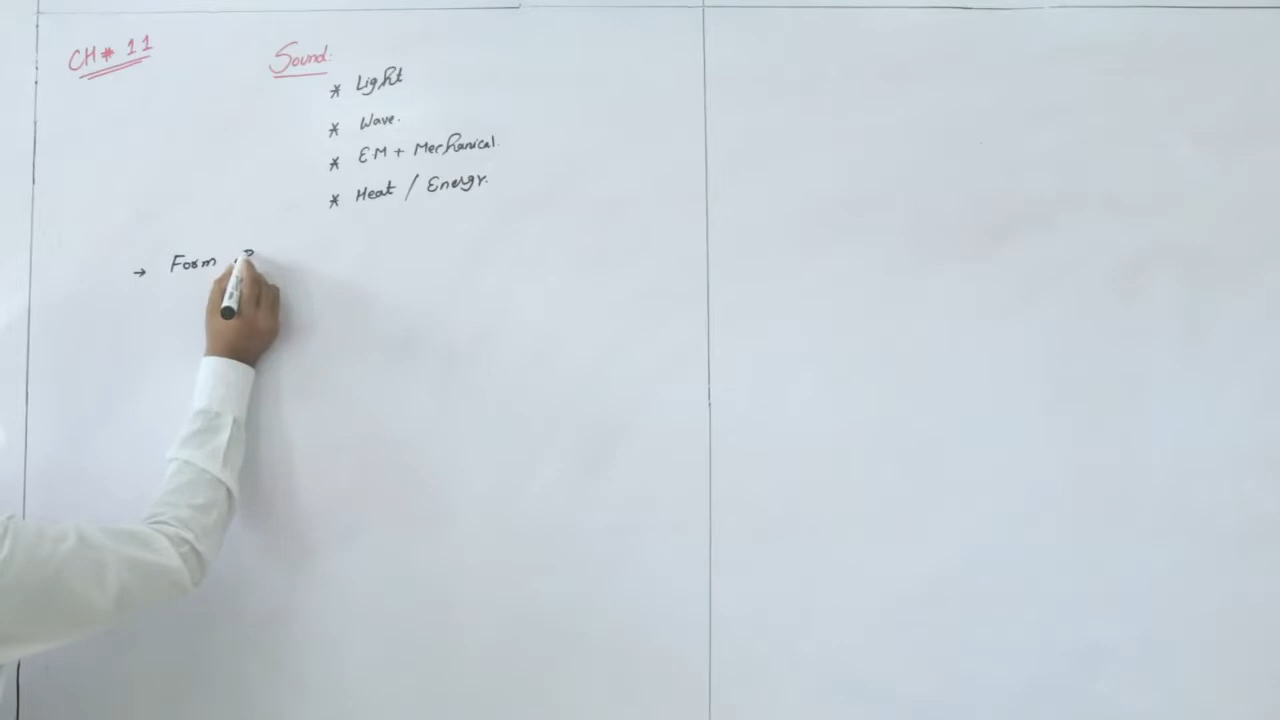 CH# 11
Sound:
* Light
* Wave.
* EM + Mechanical.
* Heat / Energy.
→ Form